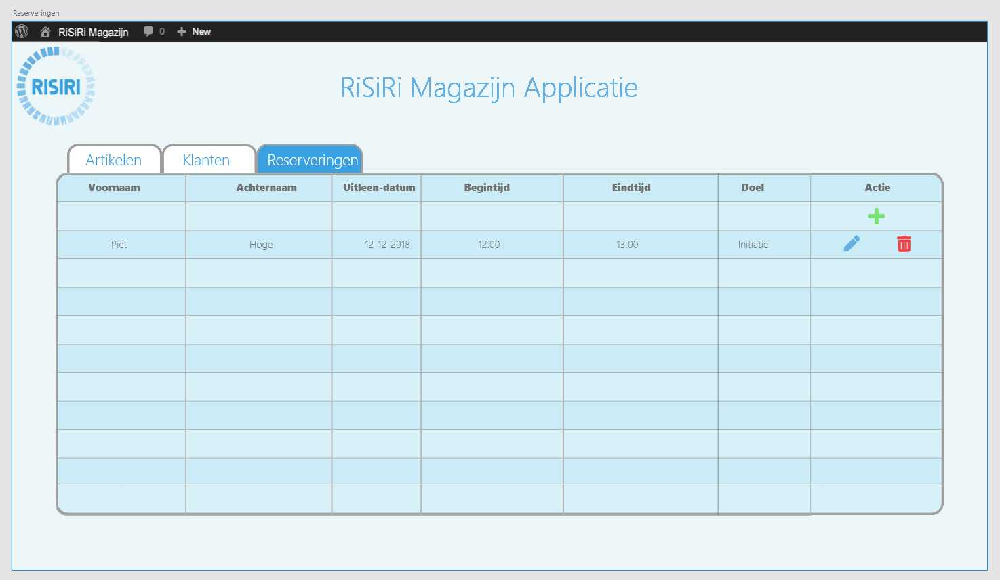 Reserveringen
RiSiRi Magazijn 0 New
RISIRI
RiSiRi Magazijn Applicatie
Artikelen Klanten Reserveringen
Voornaam Achternaam Uitleen-datum Begintijd Eindtijd Doel Actie
Piet Hoge 12-12-2018 12:00 13:00 Initiatie